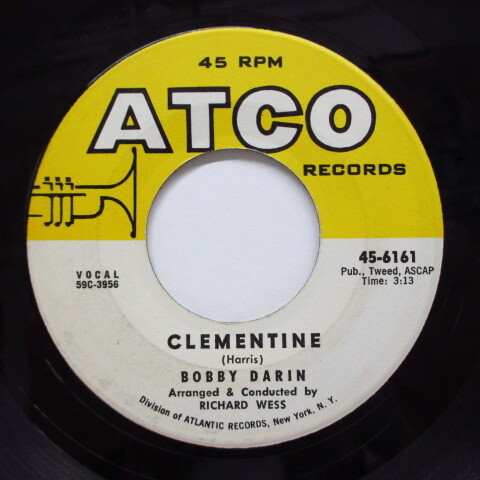 45 RPM
ATCO
RECORDS
45-6161
Pub., Tweed, ASCAP
Time: 3:13
VOCAL
59C-3956
CLEMENTINE
(Harris)
BOBBY DARIN
Arranged & Conducted by
RICHARD WESS
Division of ATLANTIC RECORDS, New York, N. Y.